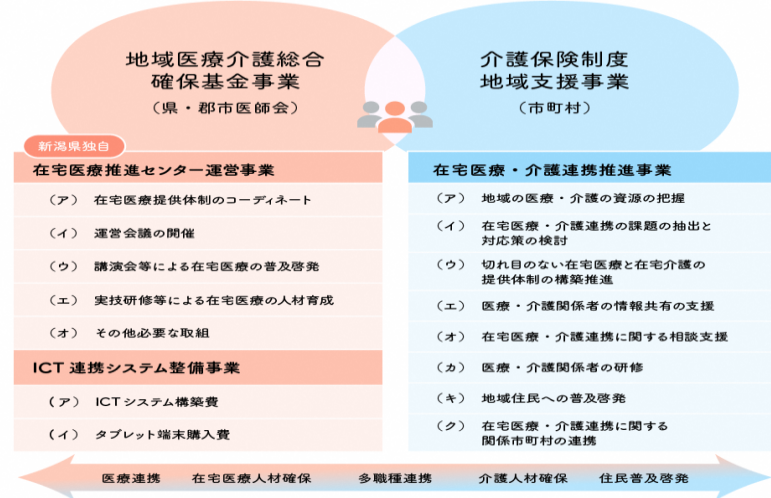 地域医療介護総合
確保基金事業
（県・郡市医師会）
介護保険制度
地域支援事業
（市町村）
新潟県独自
在宅医療推進センター運営事業
（ア） 在宅医療提供体制のコーディネート
（イ） 運営会議の開催
（ウ） 講演会等による在宅医療の普及啓発
（エ） 実技研修等による在宅医療の人材育成
（オ） その他必要な取組
ICT 連携システム整備事業
（ア） ICTシステム構築費
（イ） タブレット端末購入費
在宅医療・介護連携推進事業
（ア） 地域の医療・介護の資源の把握
（イ） 在宅医療・介護連携の課題の抽出と
対応策の検討
（ウ） 切れ目のない在宅医療と在宅介護の
提供体制の構築推進
（エ） 医療・介護関係者の情報共有の支援
（オ） 在宅医療・介護連携に関する相談支援
（カ） 医療・介護関係者の研修
（キ） 地域住民への普及啓発
（ク） 在宅医療・介護連携に関する
関係市町村の連携
医療連携 在宅医療人材確保 多職種連携 介護人材確保 住民普及啓発